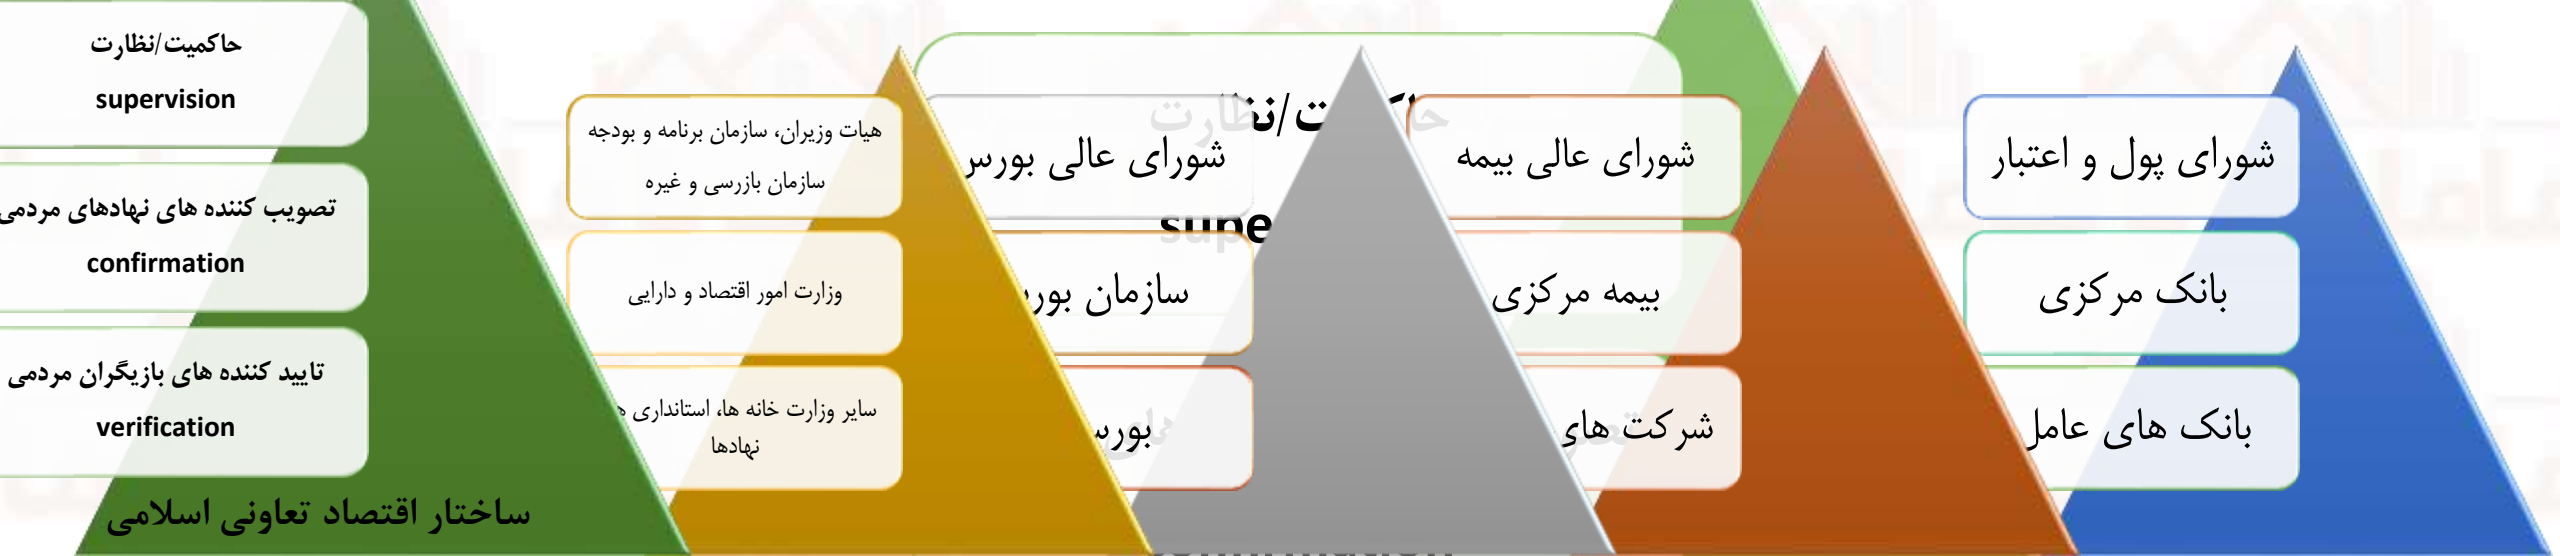 شورای پول و اعتبار
بانک مرکزی
بانک های عامل
شورای عالی بیمه
بیمه مرکزی
شرکت های
شورای عالی بورس
سازمان
هیات وزیران، سازمان برنامه و بودجه
سازمان بازرسی و غیره
وزارت امور اقتصاد و دارایی
سایر وزارت خانه ها، استانداری
نهادها
حاکمیت/نظارت
supervision
تصویب کننده های نهادهای مردمی
confirmation
تایید کننده های بازیگران مردمی
verification
ساختار اقتصاد تعاونی اسلامی